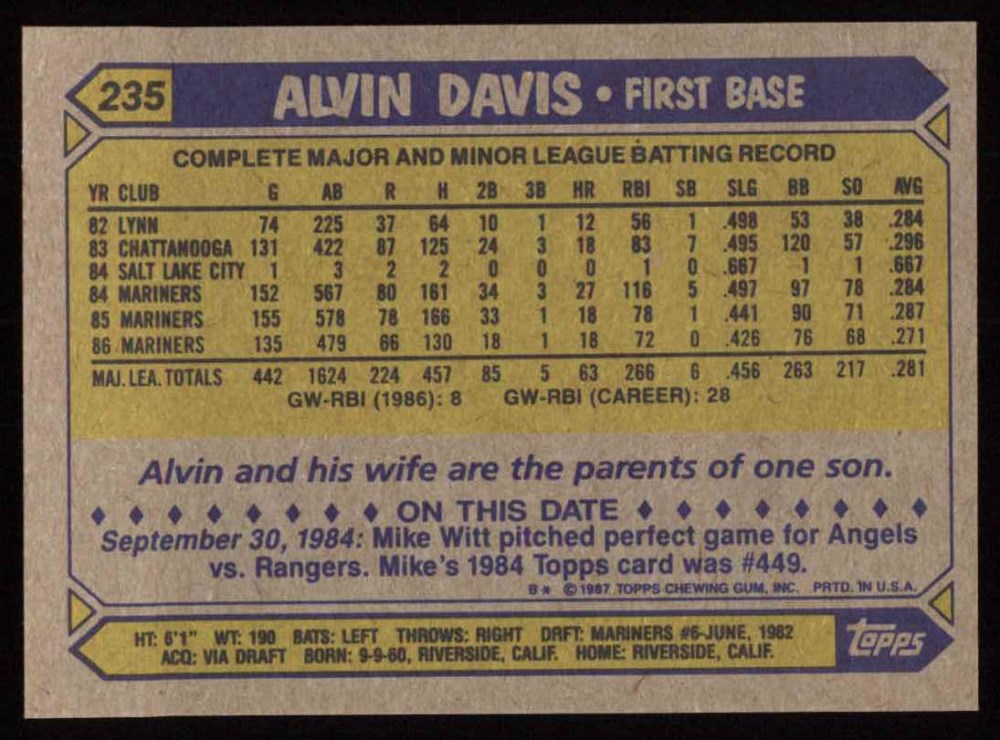 235 ALVIN DAVIS • FIRST BASE
COMPLETE MAJOR AND MINOR LEAGUE BATTING RECORD
YR CLUB G AB R H 2B 3B HR RBI SB SLG BB SO AVG
82 LYNN 74 225 37 64 10 1 12 56 1 .498 53 38 .284
83 CHATTANOOGA 131 422 87 125 24 3 18 83 7 .495 120 57 .296
84 SALT LAKE CITY 1 3 2 2 0 0 0 1 0 .667 1 1 .667
84 MARINERS 152 567 80 161 34 3 27 116 5 .497 97 78 .284
85 MARINERS 155 578 78 166 33 1 18 78 1 .441 90 71 .287
86 MARINERS 135 479 66 130 18 1 18 72 0 .426 76 68 .271
MAJ. LEA. TOTALS 442 1624 224 457 85 5 63 266 6 .456 263 217 .281
GW-RBI (1986): 8 GW-RBI (CAREER): 28
Alvin and his wife are the parents of one son.
♦ ♦ ♦ ♦ ♦ ♦ ♦ ♦ ON THIS DATE ♦ ♦ ♦ ♦ ♦ ♦ ♦ ♦
September 30, 1984: Mike Witt pitched perfect game for Angels
vs. Rangers. Mike's 1984 Topps card was #449.
B* © 1987 TOPPS CHEWING GUM, INC. PRTD. IN U.S.A.
HT: 6'1" WT: 190 BATS: LEFT THROWS: RIGHT DRFT: MARINERS #6-JUNE, 1982
ACQ: VIA DRAFT BORN: 9-9-60, RIVERSIDE, CALIF. HOME: RIVERSIDE, CALIF.
Topps